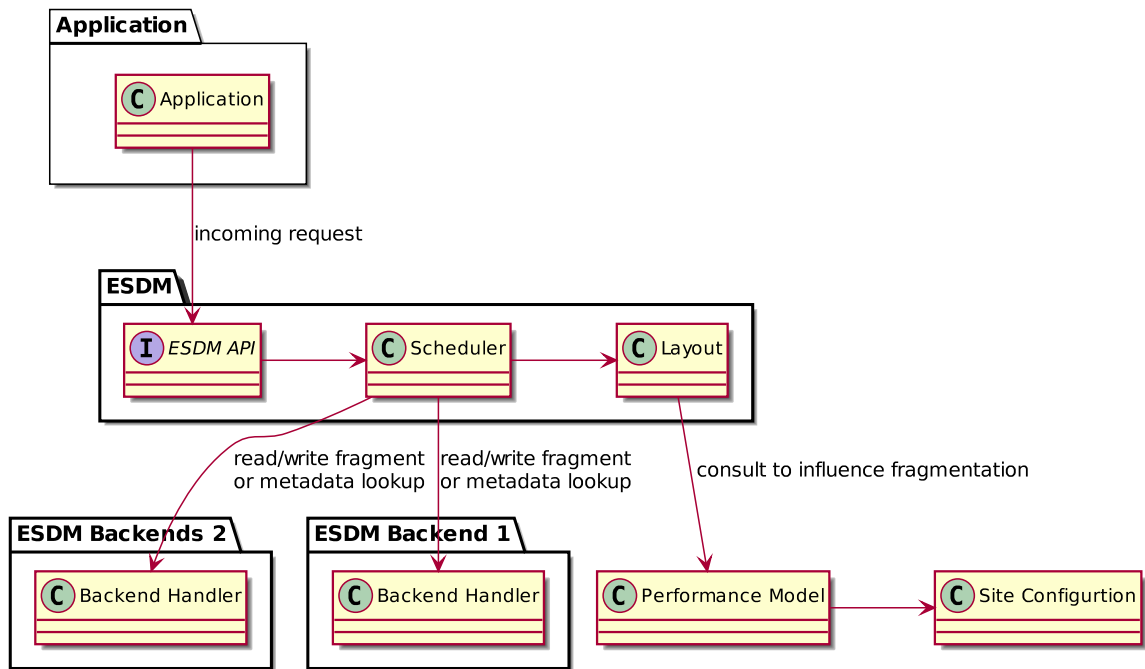 Application
C Application
incoming request
ESDM
I ESDM API
C Scheduler
C Layout
read/write fragment
or metadata lookup
read/write fragment
or metadata lookup
consult to influence fragmentation
ESDM Backends 2
ESDM Backend 1
C Backend Handler
C Backend Handler
C Performance Model
C Site Configurtion